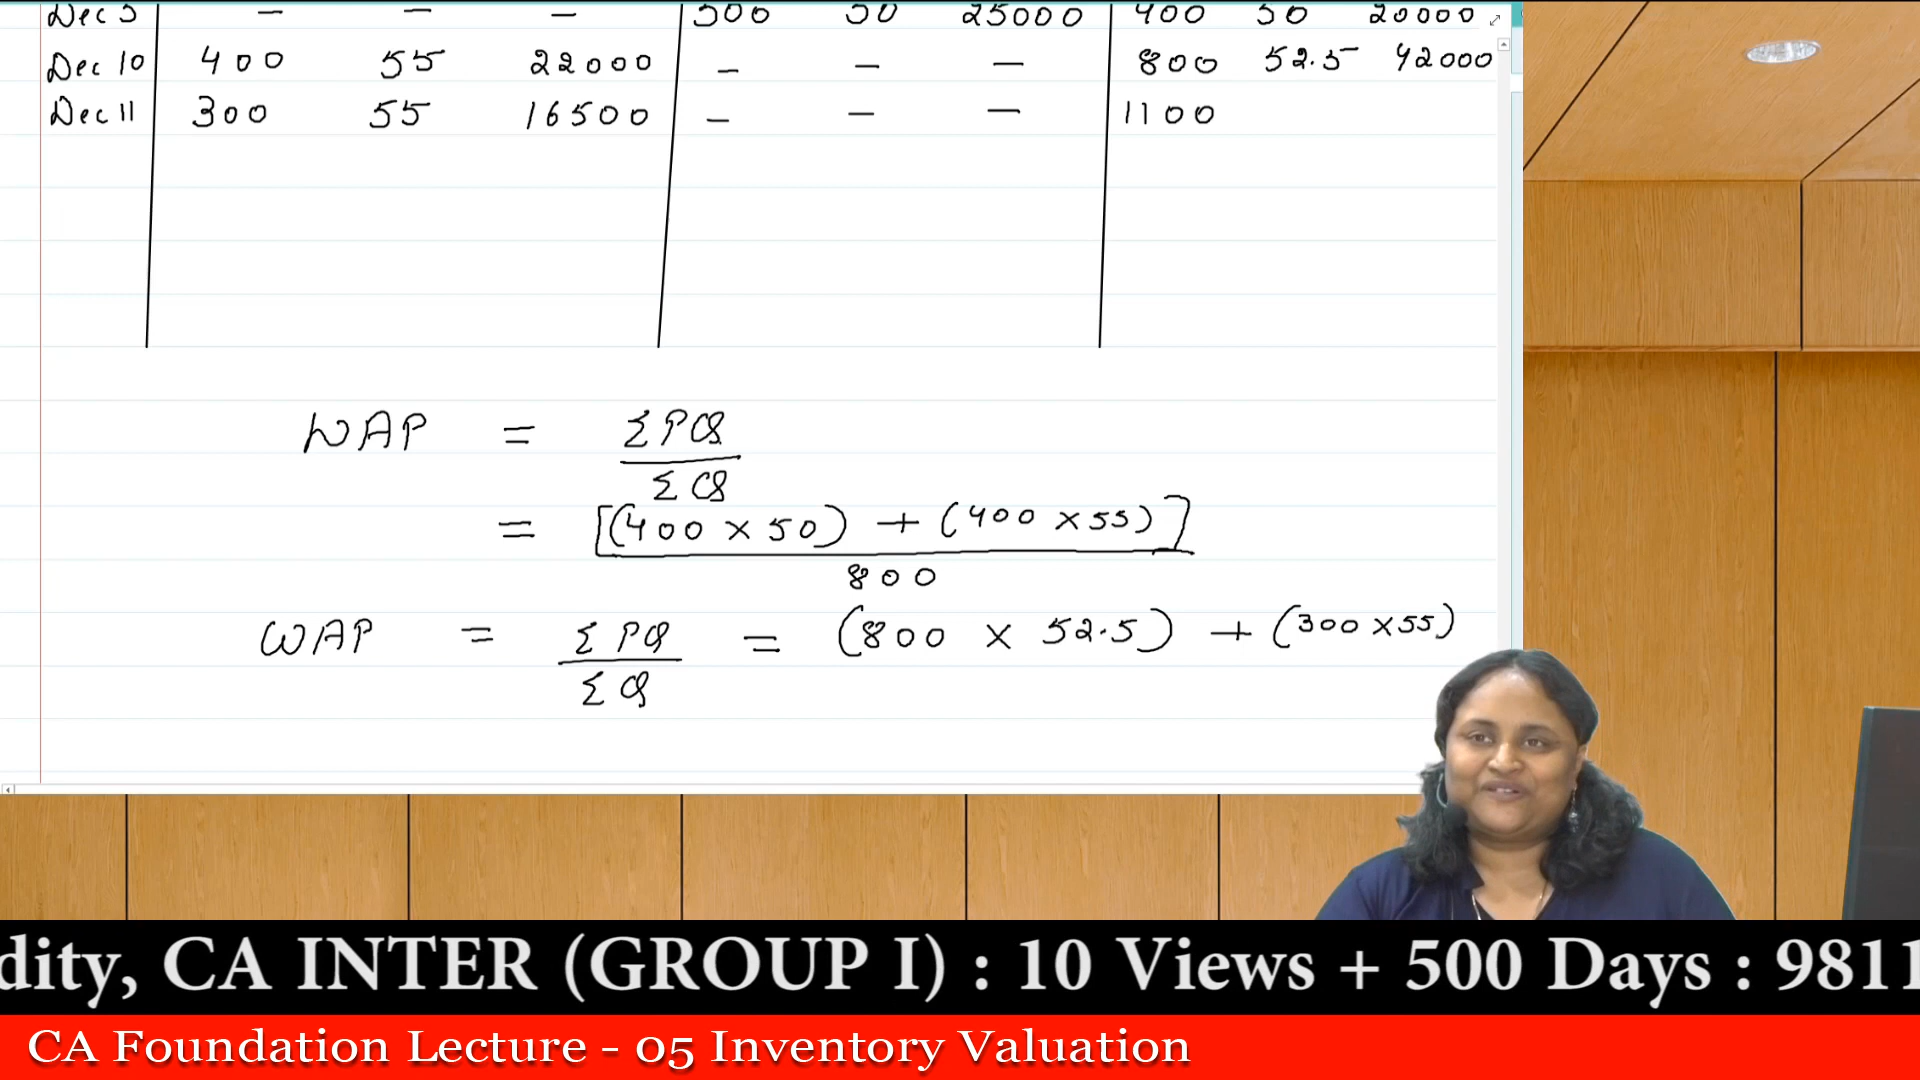 Dec 5 — — — 500 50 25000 400 50 20000
Dec 10 400 55 22000 — — — 800 52.5 42000
Dec 11 300 55 16500 — — — 1100
WAP = ΣPQ
ΣQ
= [(400 × 50) + (400 × 55)]
800
WAP = ΣPQ = (800 × 52.5) + (300 × 55)
ΣQ
dity, CA INTER (GROUP I) : 10 Views + 500 Days : 9811
CA Foundation Lecture - 05 Inventory Valuation